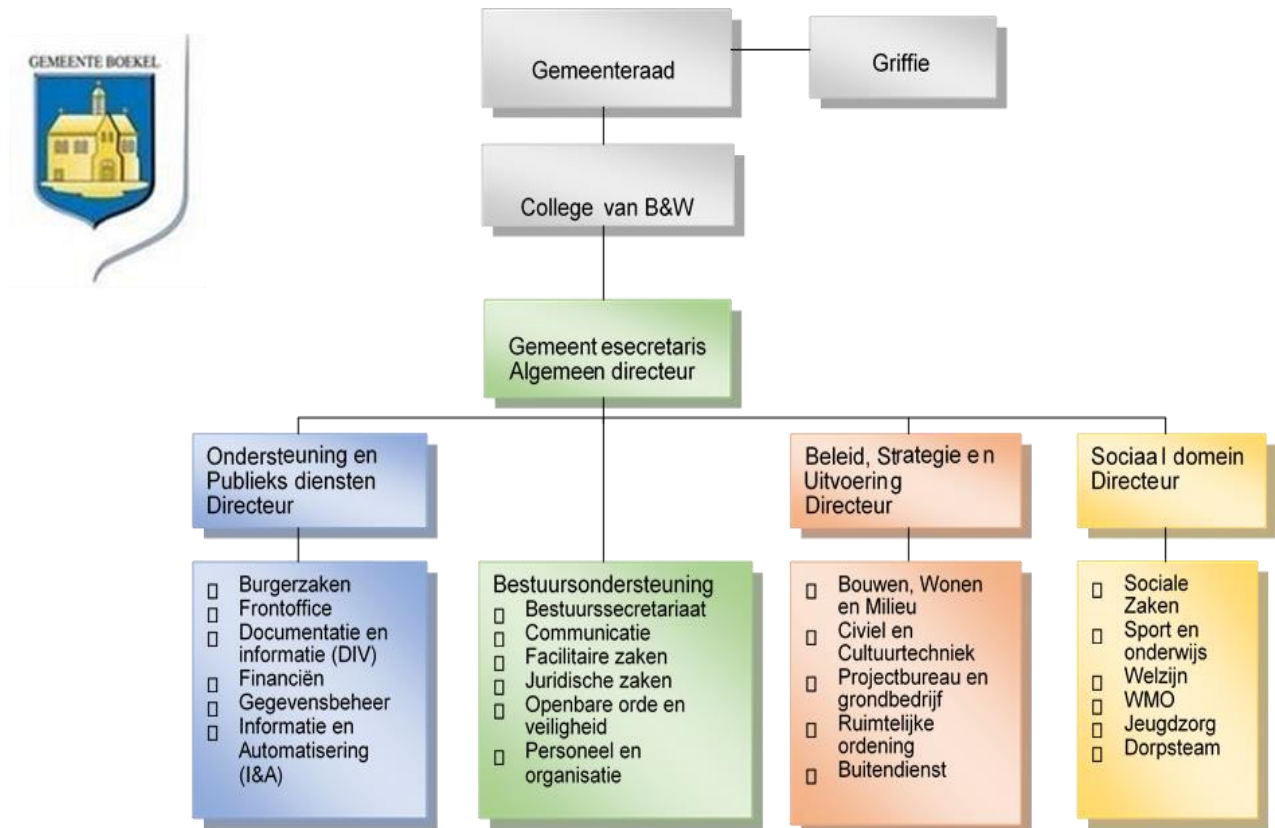 GEMEENTE BOEKEL
Gemeenteraad
Griffie
College van B&W
Gemeent esecretaris
Algemeen directeur
Ondersteuning en
Publieks diensten
Directeur
Beleid, Strategie en
Uitvoering
Directeur
Sociaal domein
Directeur
Burgerzaken
Frontoffice
Documentatie en
informatie (DIV)
Financiën
Gegevensbeheer
Informatie en
Automatisering
(I&A)
Bestuursondersteuning
Bestuurssecretariaat
Communicatie
Facilitaire zaken
Juridische zaken
Openbare orde en
veiligheid
Personeel en
organisatie
Bouwen, Wonen
en Milieu
Civiel en
Cultuurtechniek
Projectbureau en
grondbedrijf
Ruimtelijke
ordening
Buitendienst
Sociale
Zaken
Sport en
onderwijs
Welzijn
WMO
Jeugdzorg
Dorpsteam